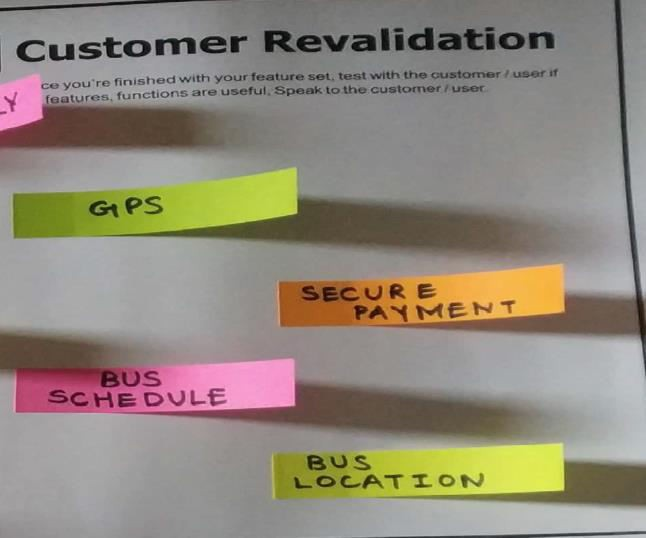 Customer Revalidation
ce you're finished with your feature set, test with the customer / user if
features, functions are useful. Speak to the customer / user.
LY
GPS
SECURE
PAYMENT
BUS
SCHEDULE
BUS
LOCATION